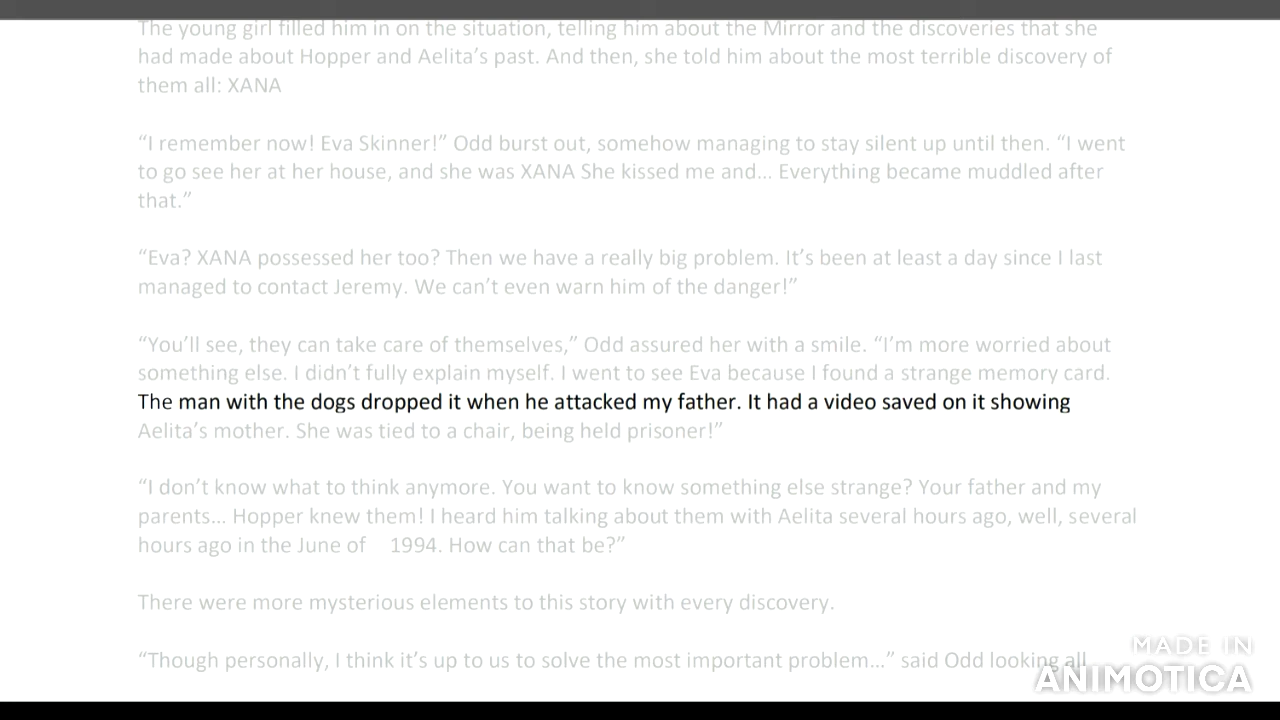 The young girl filled him in on the situation, telling him about the Mirror and the discoveries that she
had made about Hopper and Aelita’s past. And then, she told him about the most terrible discovery of
them all: XANA
“I remember now! Eva Skinner!” Odd burst out, somehow managing to stay silent up until then. “I went
to go see her at her house, and she was XANA She kissed me and... Everything became muddled after
that.”
“Eva? XANA possessed her too? Then we have a really big problem. It’s been at least a day since I last
managed to contact Jeremy. We can’t even warn him of the danger!”
“You’ll see, they can take care of themselves,” Odd assured her with a smile. “I’m more worried about
something else. I didn’t fully explain myself. I went to see Eva because I found a strange memory card.
The man with the dogs dropped it when he attacked my father. It had a video saved on it showing
Aelita’s mother. She was tied to a chair, being held prisoner!”
“I don’t know what to think anymore. You want to know something else strange? Your father and my
parents... Hopper knew them! I heard him talking about them with Aelita several hours ago, well, several
hours ago in the June of 1994. How can that be?”
There were more mysterious elements to this story with every discovery.
“Though personally, I think it’s up to us to solve the most important problem...” said Odd looking all
MADE IN
ANIMOTICA